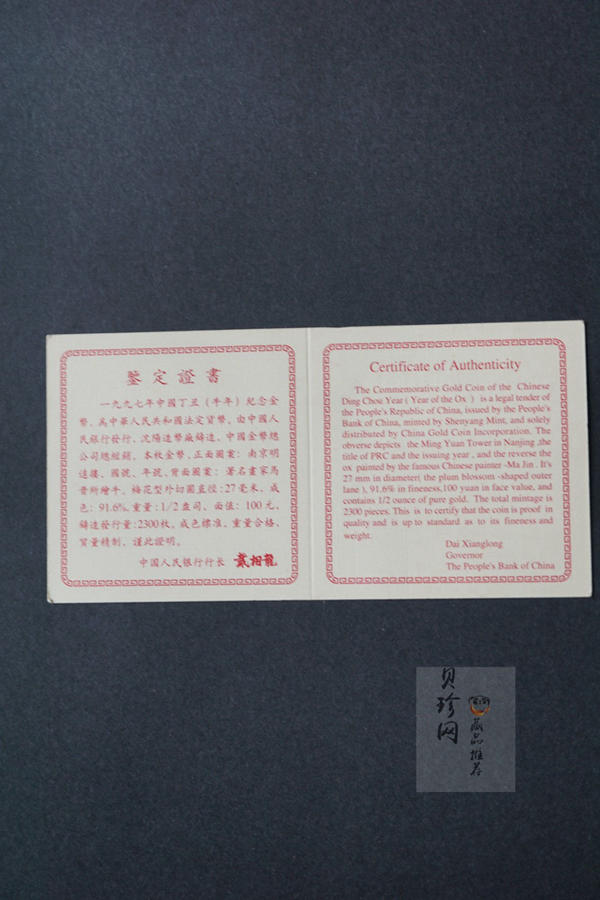 鑒定證書
一九九七年中國丁丑（牛年）紀念金
幣，爲中華人民共和國法定貨幣。由中國人
民銀行發行、沈陽造幣廠鑄造、中國金幣總
公司總經銷。本枚金幣，正面圖案：南京明
遠樓、國號、年號，背面圖案：著名畫家馬
晉所繪牛。梅花型外切圓直徑：27毫米，成
色：91.6%，重量：1/2盎司，面值：100元，
鑄造發行量：2300枚。成色標準，重量合格，
質量精制，謹此證明。
中國人民銀行行長 戴相龍
Certificate of Authenticity
The Commemorative Gold Coin of the Chinese
Ding Chou Year ( Year of the Ox ) is a legal tender of
the People's Republic of China, issued by the People's
Bank of China, minted by Shenyang Mint, and solely
distributed by China Gold Coin Incorporation. The
obverse depicts the Ming Yuan Tower in Nanjing ,the
title of PRC and the issuing year , and the reverse the
ox painted by the famous Chinese painter -Ma Jin . It's
27 mm in diameter( the plum blossom -shaped outer
lane ), 91.6% in fineness,100 yuan in face value, and
contains 1/2 ounce of pure gold. The total mintage is
2300 pieces. This is to certify that the coin is proof in
quality and is up to standard as to its fineness and
weight.
Dai Xianglong
Governor
The People's Bank of China
贝珍网
藏品推荐